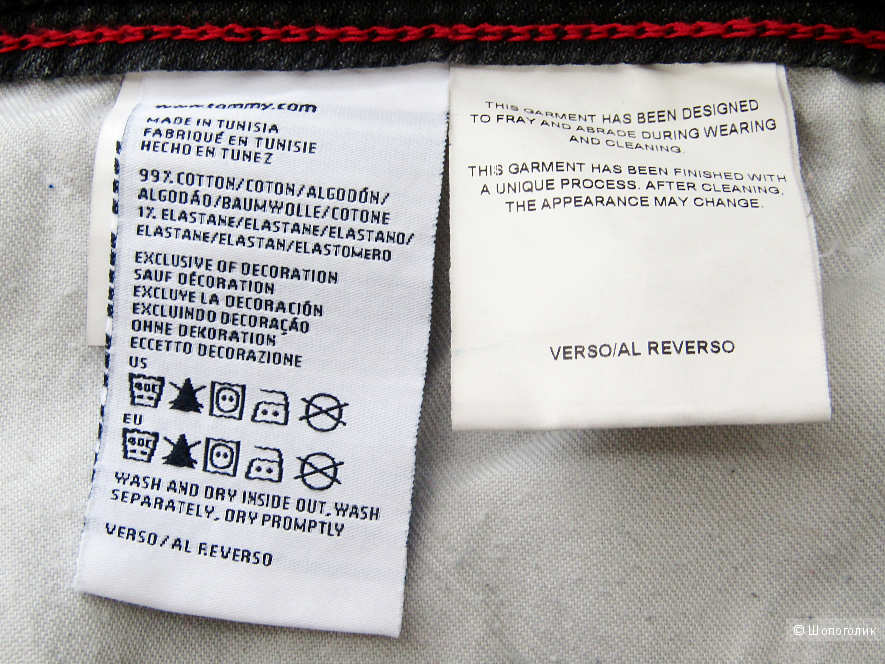 www.tommy.com
MADE IN TUNISIA
FABRIQUÉ EN TUNISIE
HECHO EN TUNEZ
99% COTTON/COTON/ALGODÓN/
ALGODÃO/BAUMWOLLE/COTONE
1% ELASTANE/ELASTANE/ELASTANO/
ELASTANE/ELASTAN/ELASTOMERO
EXCLUSIVE OF DECORATION
SAUF DÉCORATION
EXCLUYE LA DECORACIÓN
EXCLUINDO DECORAÇÃO
OHNE DEKORATION
ECCETTO DECORAZIONE
US
40C
EU
40C
WASH AND DRY INSIDE OUT, WASH
SEPARATELY, DRY PROMPTLY
VERSO/AL REVERSO
THIS GARMENT HAS BEEN DESIGNED
TO FRAY AND ABRADE DURING WEARING
AND CLEANING.
THIS GARMENT HAS BEEN FINISHED WITH
A UNIQUE PROCESS. AFTER CLEANING,
THE APPEARANCE MAY CHANGE.
VERSO/AL REVERSO
© Шопоголик